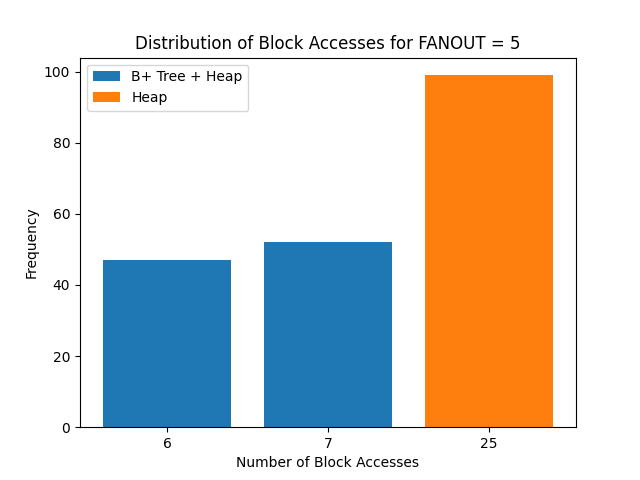 Distribution of Block Accesses for FANOUT = 5
B+ Tree + Heap
Heap
100
80
60
40
20
0
Frequency
6 7 25
Number of Block Accesses